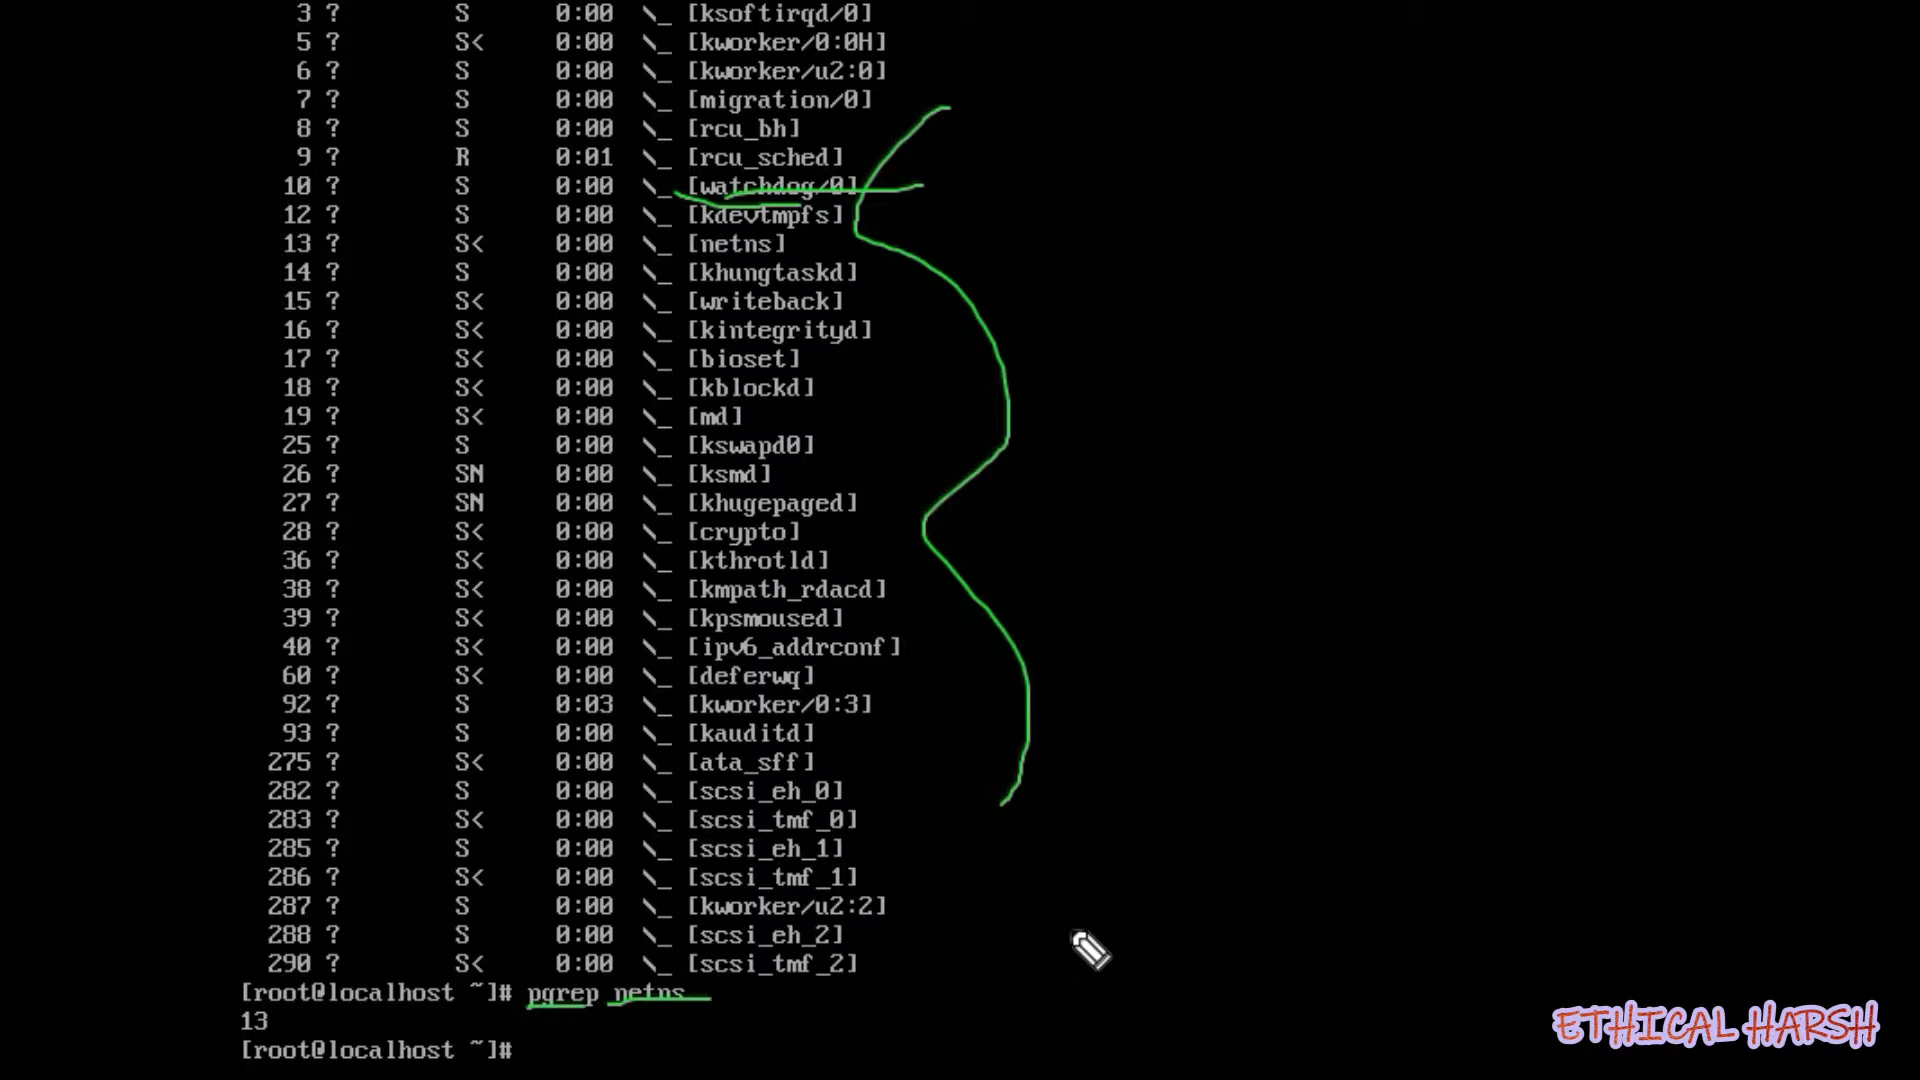 3 ? S 0:00 \_ [ksoftirqd/0]
5 ? S< 0:00 \_ [kworker/0:0H]
6 ? S 0:00 \_ [kworker/u2:0]
7 ? S 0:00 \_ [migration/0]
8 ? S 0:00 \_ [rcu_bh]
9 ? R 0:01 \_ [rcu_sched]
10 ? S 0:00 \_ [watchdog/0]
12 ? S 0:00 \_ [kdevtmpfs]
13 ? S< 0:00 \_ [netns]
14 ? S 0:00 \_ [khungtaskd]
15 ? S< 0:00 \_ [writeback]
16 ? S< 0:00 \_ [kintegrityd]
17 ? S< 0:00 \_ [bioset]
18 ? S< 0:00 \_ [kblockd]
19 ? S< 0:00 \_ [md]
25 ? S 0:00 \_ [kswapd0]
26 ? SN 0:00 \_ [ksmd]
27 ? SN 0:00 \_ [khugepaged]
28 ? S< 0:00 \_ [crypto]
36 ? S< 0:00 \_ [kthrotld]
38 ? S< 0:00 \_ [kmpath_rdacd]
39 ? S< 0:00 \_ [kpsmoused]
40 ? S< 0:00 \_ [ipv6_addrconf]
60 ? S< 0:00 \_ [deferwq]
92 ? S 0:03 \_ [kworker/0:3]
93 ? S 0:00 \_ [kauditd]
275 ? S< 0:00 \_ [ata_sff]
282 ? S 0:00 \_ [scsi_eh_0]
283 ? S< 0:00 \_ [scsi_tmf_0]
285 ? S 0:00 \_ [scsi_eh_1]
286 ? S< 0:00 \_ [scsi_tmf_1]
287 ? S 0:00 \_ [kworker/u2:2]
288 ? S 0:00 \_ [scsi_eh_2]
290 ? S< 0:00 \_ [scsi_tmf_2]
[root@localhost ~]# pgrep netns
13
[root@localhost ~]#
ETHICAL HARSH